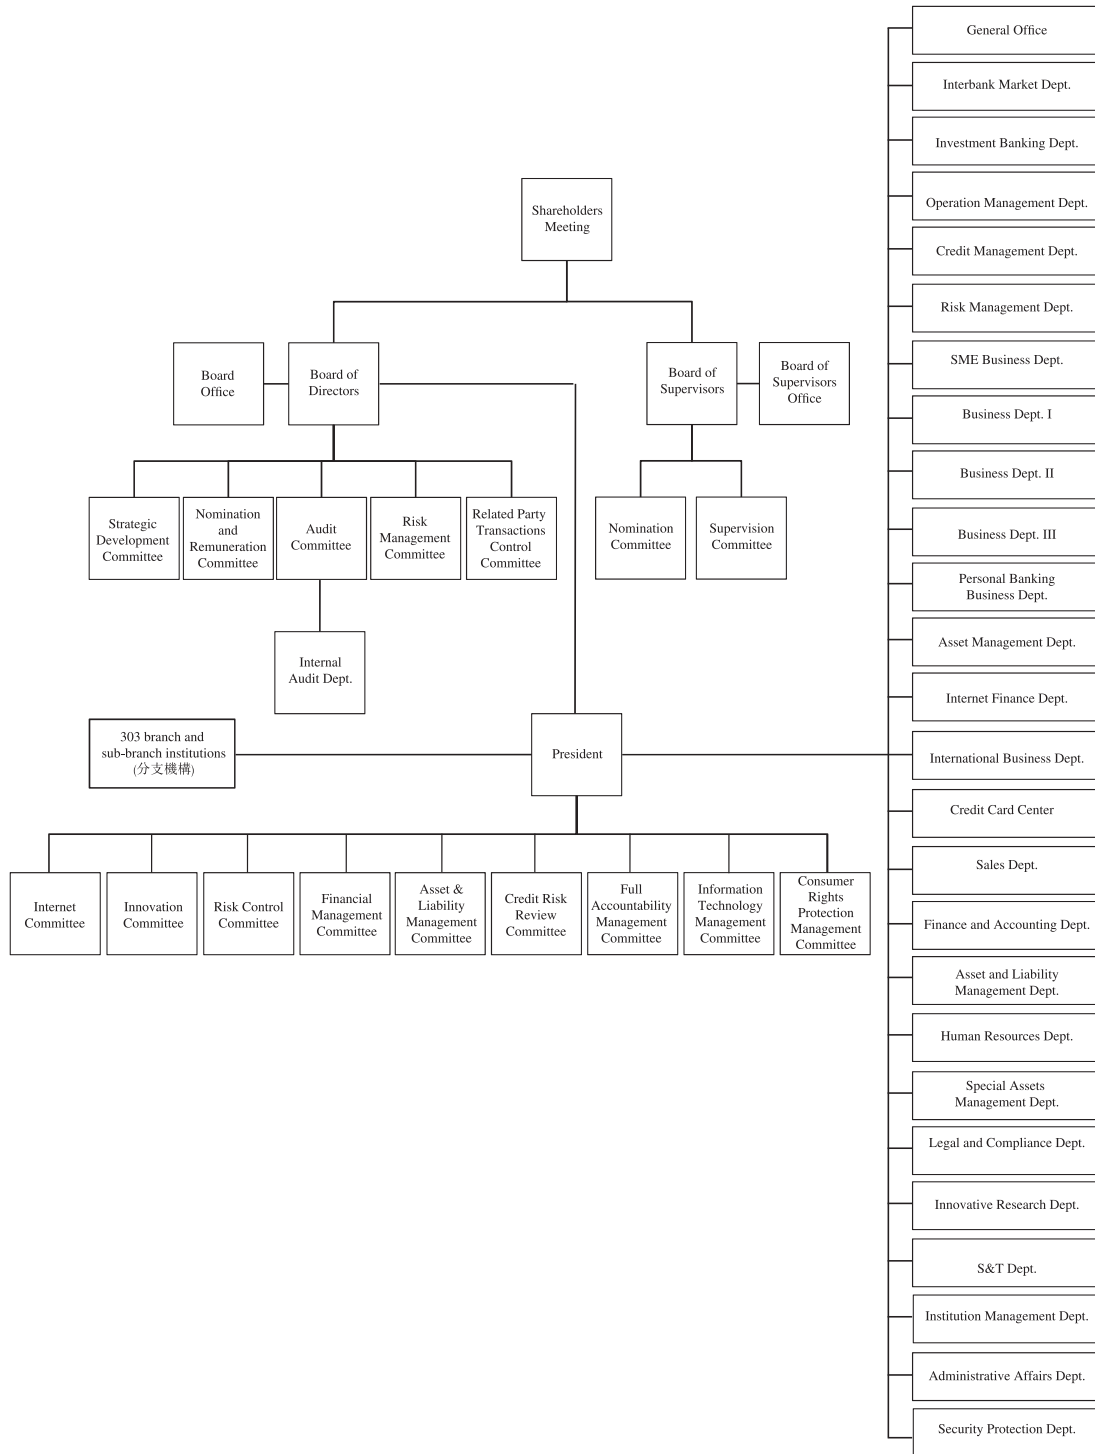 Shareholders
Meeting
Board
Office
Board of
Directors
Board of
Supervisors
Board of
Supervisors
Office
Strategic
Development
Committee
Nomination
and
Remuneration
Committee
Audit
Committee
Risk
Management
Committee
Related Party
Transactions
Control
Committee
Nomination
Committee
Supervision
Committee
Internal
Audit Dept.
303 branch and
sub-branch institutions
(分支機構)
President
Internet
Committee
Innovation
Committee
Risk Control
Committee
Financial
Management
Committee
Asset &
Liability
Management
Committee
Credit Risk
Review
Committee
Full
Accountability
Management
Committee
Information
Technology
Management
Committee
Consumer
Rights
Protection
Management
Committee
General Office
Interbank Market Dept.
Investment Banking Dept.
Operation Management Dept.
Credit Management Dept.
Risk Management Dept.
SME Business Dept.
Business Dept. I
Business Dept. II
Business Dept. III
Personal Banking
Business Dept.
Asset Management Dept.
Internet Finance Dept.
International Business Dept.
Credit Card Center
Sales Dept.
Finance and Accounting Dept.
Asset and Liability
Management Dept.
Human Resources Dept.
Special Assets
Management Dept.
Legal and Compliance Dept.
Innovative Research Dept.
S&T Dept.
Institution Management Dept.
Administrative Affairs Dept.
Security Protection Dept.